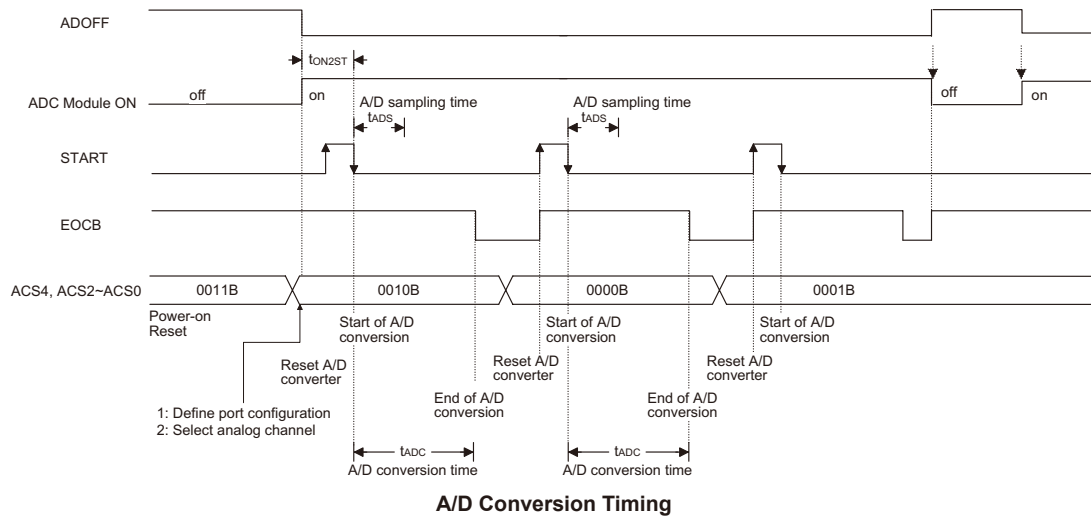 ADOFF
tON2ST
ADC Module ON
off
on
off
on
A/D sampling time
tADS
A/D sampling time
tADS
START
EOCB
ACS4, ACS2~ACS0
0011B
0010B
0000B
0001B
Power-on
Reset
Start of A/D
conversion
Start of A/D
conversion
Start of A/D
conversion
Reset A/D
converter
Reset A/D
converter
Reset A/D
converter
End of A/D
conversion
End of A/D
conversion
1: Define port configuration
2: Select analog channel
tADC
A/D conversion time
tADC
A/D conversion time
A/D Conversion Timing